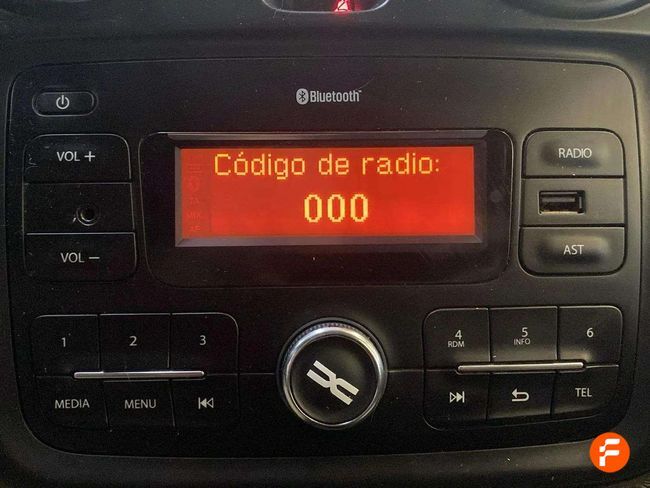 Bluetooth™
VOL +
Código de radio:
000
RADIO
VOL –
AST
1
2
3
4
RDM
5
INFO
6
MEDIA
MENU
TEL